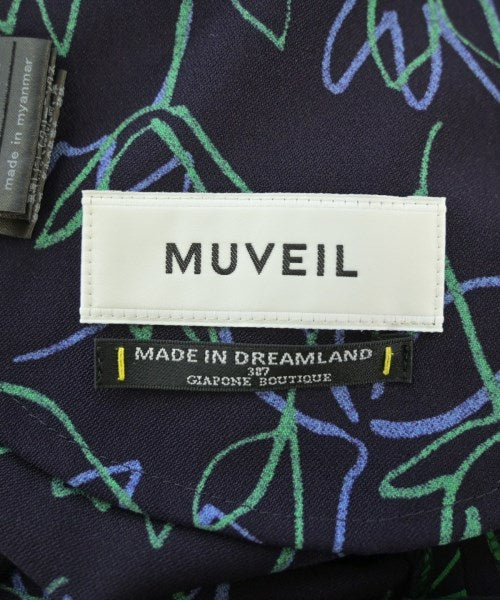 made in myanmar
MUVEIL
MADE IN DREAMLAND
387
GIAPONE BOUTIQUE